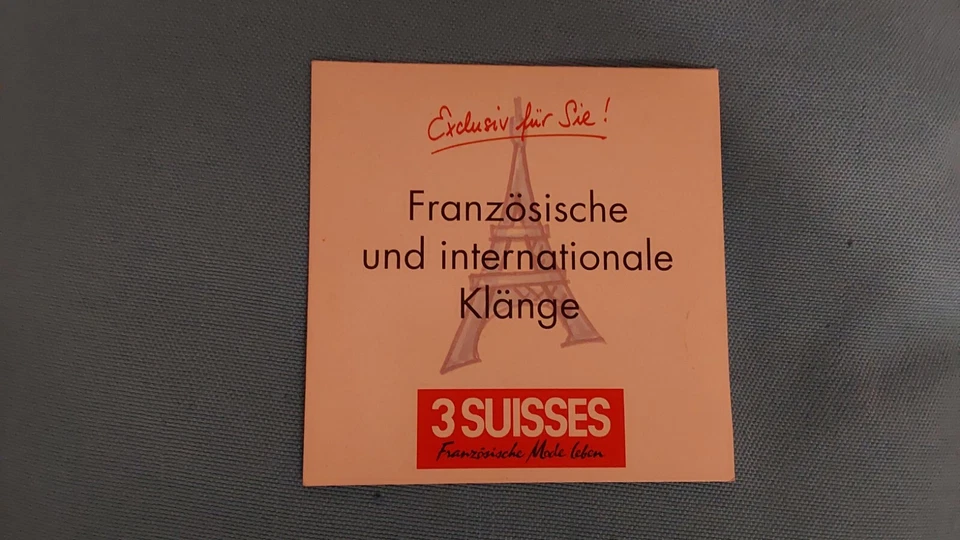 Exclusiv für Sie!
Französische
und internationale
Klänge
3 SUISSES
Französische Mode leben